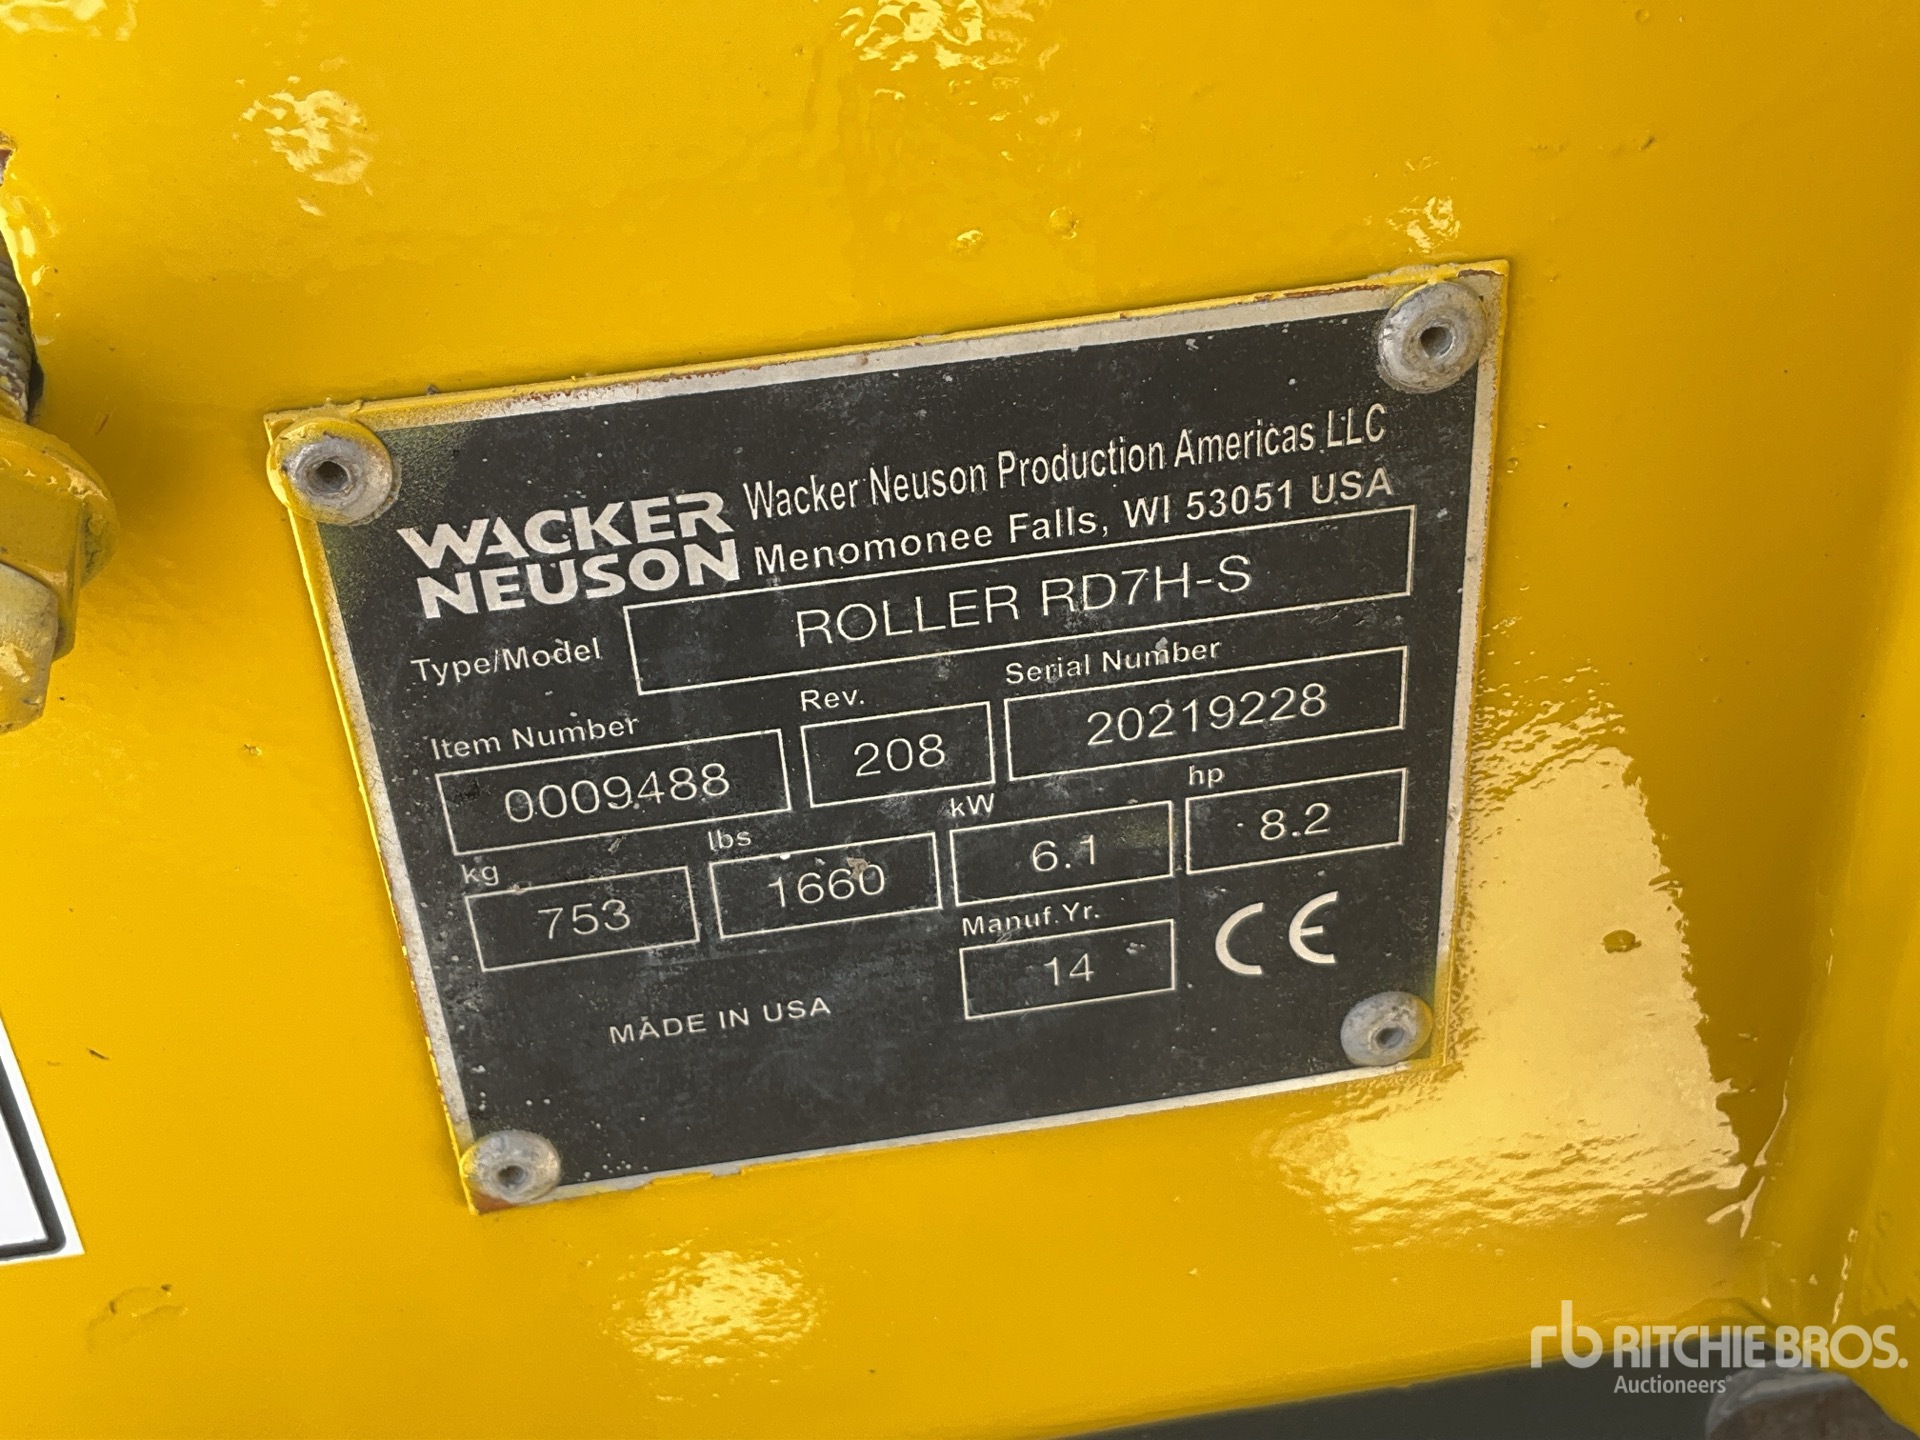 WACKER
NEUSON
Wacker Neuson Production Americas LLC
Menomonee Falls, WI 53051 USA
Type/Model
ROLLER RD7H-S
Item Number
Rev.
Serial Number
0009488
208
20219228
kg
lbs
kW
hp
753
1660
6.1
8.2
Manuf.Yr.
14
CE
MADE IN USA
rb RITCHIE BROS.
Auctioneers